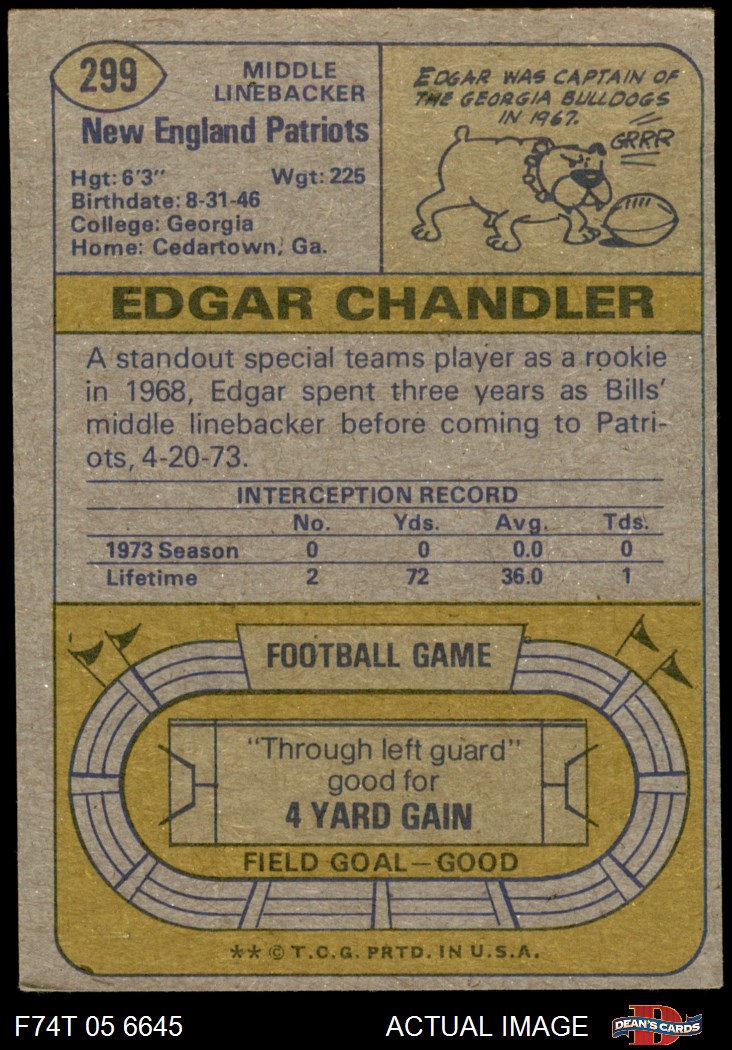 299
MIDDLE
LINEBACKER
New England Patriots
Hgt: 6'3" Wgt: 225
Birthdate: 8-31-46
College: Georgia
Home: Cedartown, Ga.
EDGAR WAS CAPTAIN OF
THE GEORGIA BULLDOGS
IN 1967.
GRRR
EDGAR CHANDLER
A standout special teams player as a rookie
in 1968, Edgar spent three years as Bills'
middle linebacker before coming to Patri-
ots, 4-20-73.
INTERCEPTION RECORD
No. Yds. Avg. Tds.
1973 Season 0 0 0.0 0
Lifetime 2 72 36.0 1
FOOTBALL GAME
"Through left guard"
good for
4 YARD GAIN
FIELD GOAL—GOOD
** © T.C.G. PRTD. IN U.S.A.
F74T 05 6645 ACTUAL IMAGE
D
DEAN'S CARDS